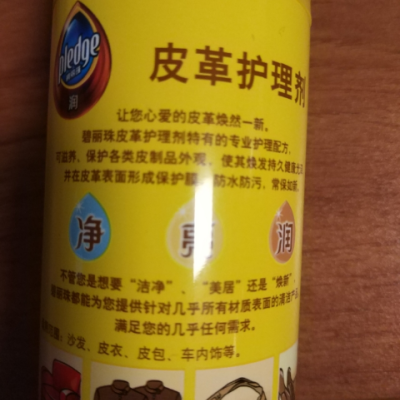 pledge
润
皮革护理剂
让您心爱的皮革焕然一新。
碧丽珠皮革护理剂特有的专业护理配方,
可滋养、保护各类皮制品外观, 使其焕发持久健康光
并在皮革表面形成保护膜 防水防污, 常保如新
净 亮 润
不管您是想要“洁净”、“美居”还是“焕新”
碧丽珠都能为您提供针对几乎所有材质表面的清洁产品
满足您的几乎任何需求。
沙发、皮衣、皮包、车内饰等。